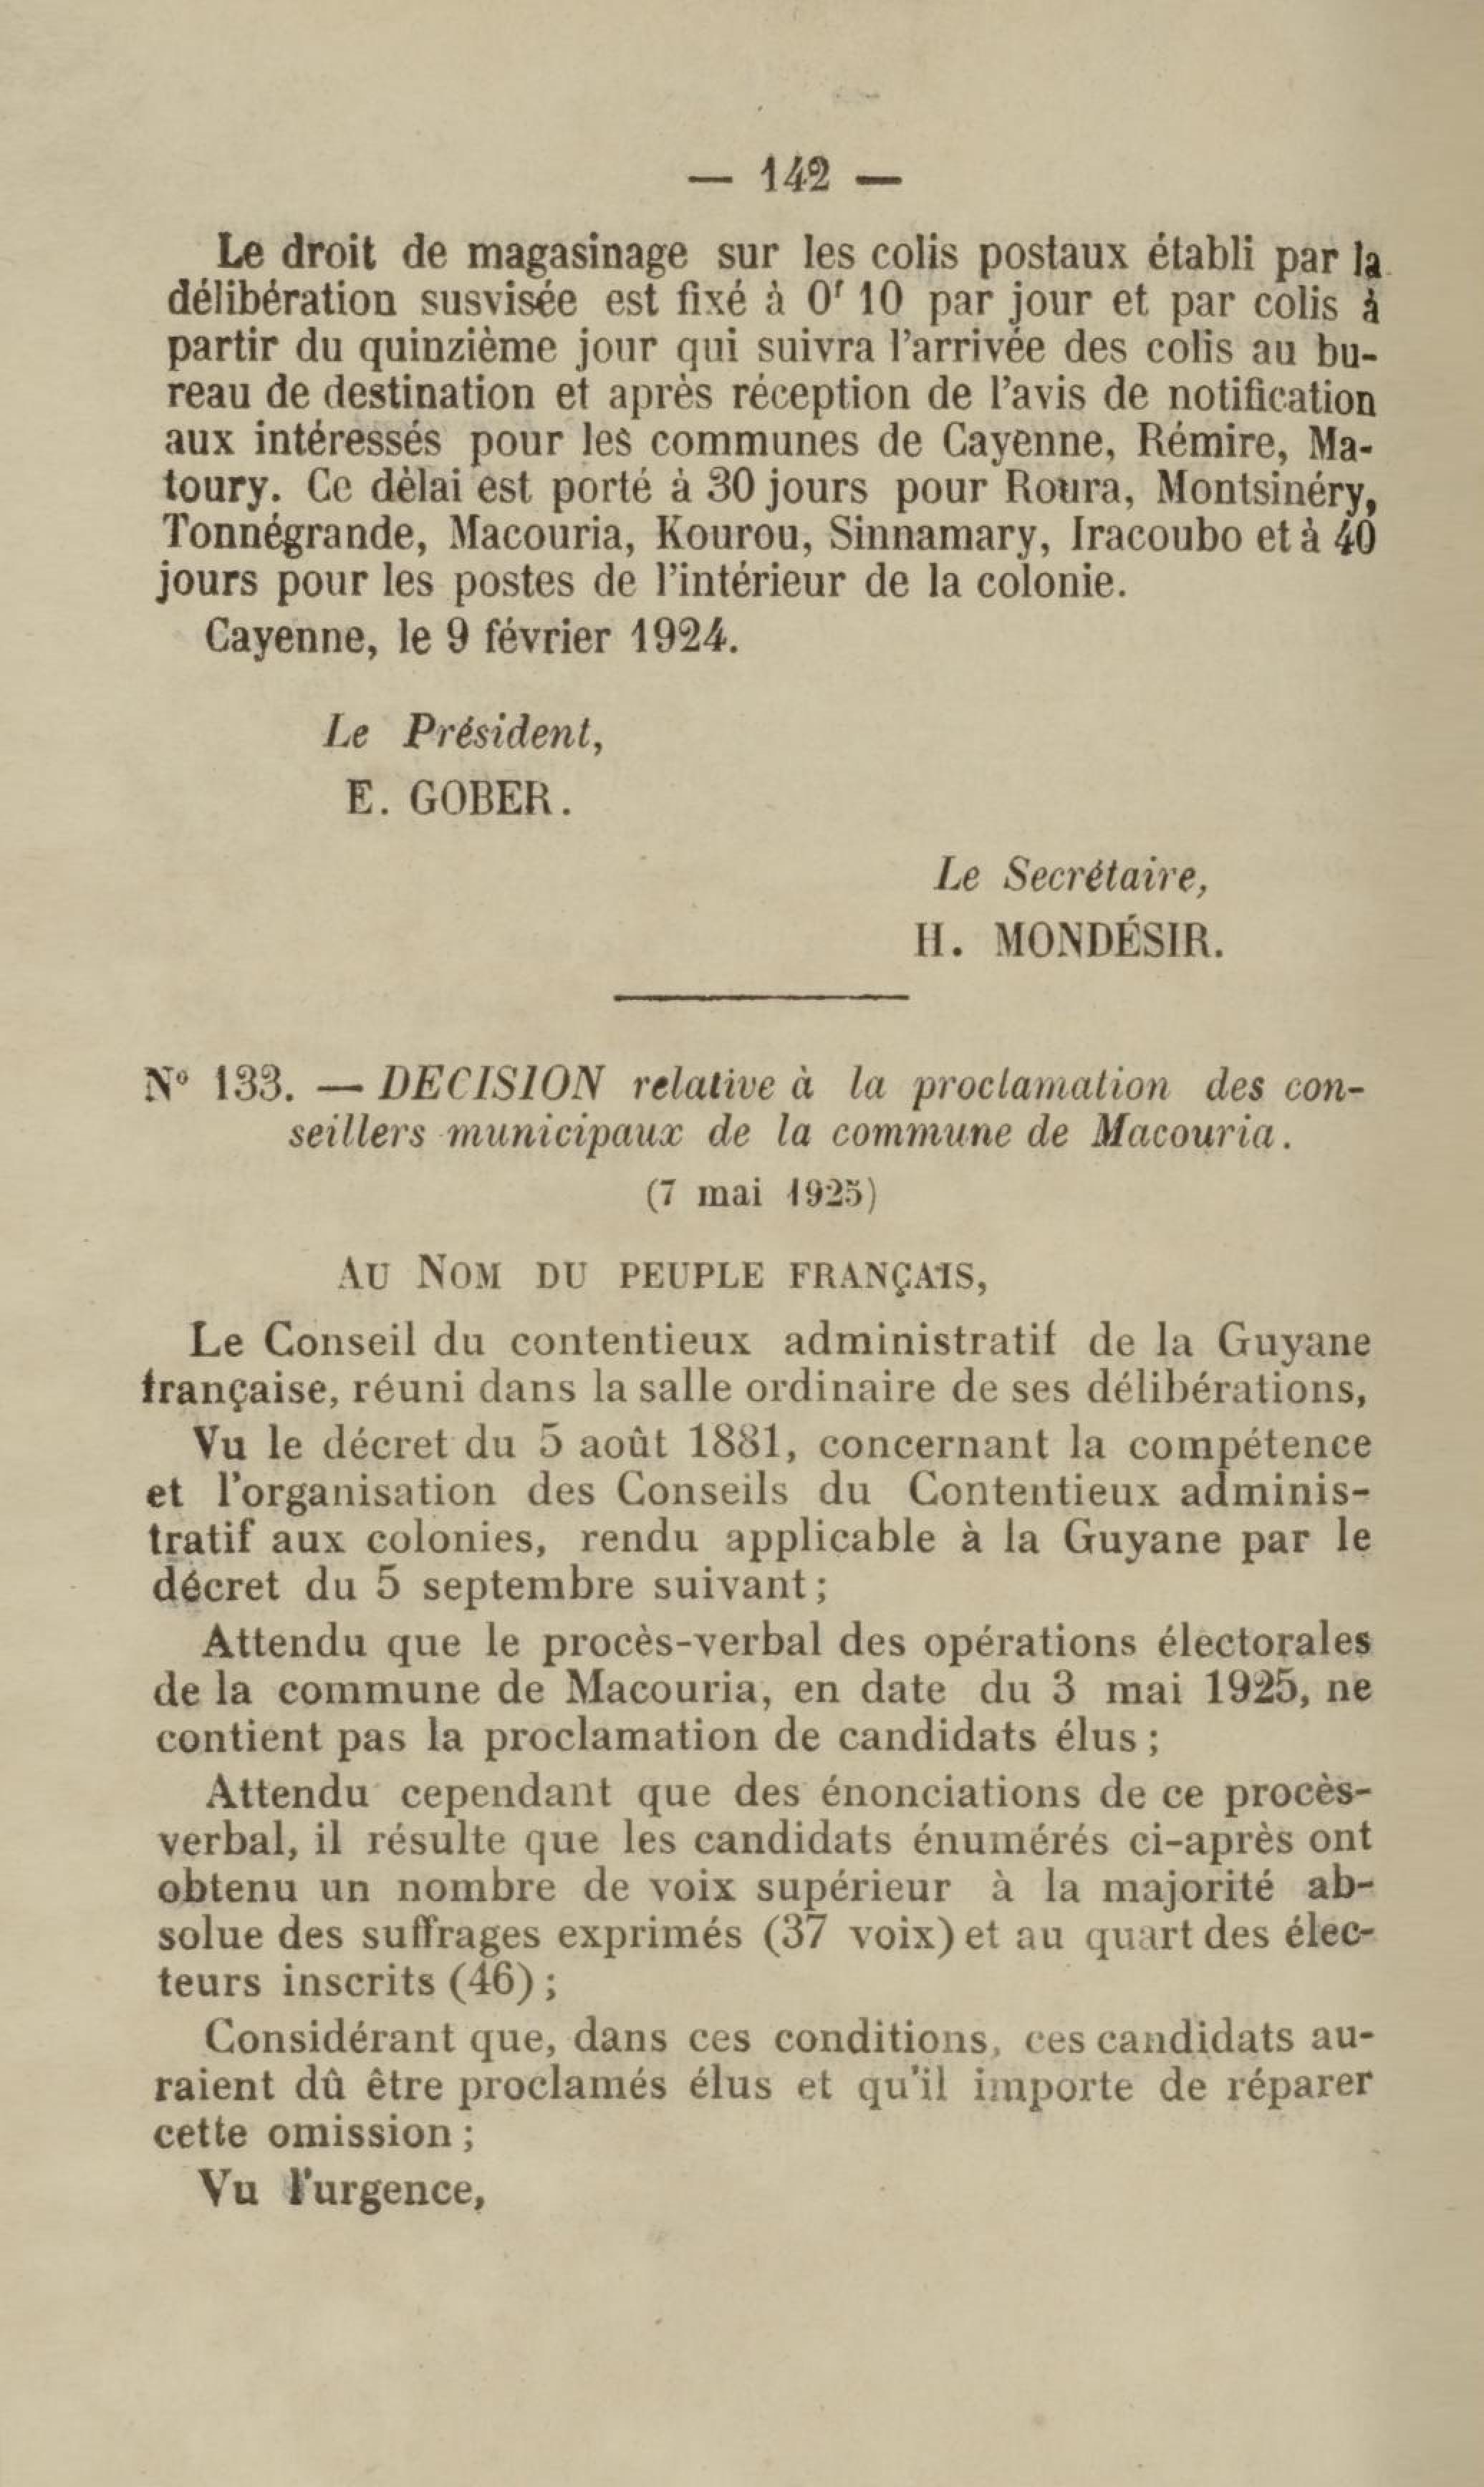 — 142 —
Le droit de magasinage sur les colis postaux établi par la
délibération susvisée est fixé à 0f 10 par jour et par colis à
partir du quinzième jour qui suivra l'arrivée des colis au bu-
reau de destination et après réception de l'avis de notification
aux intéressés pour les communes de Cayenne, Rémire, Ma-
toury. Ce dèlai est porté à 30 jours pour Roura, Montsinéry,
Tonnégrande, Macouria, Kourou, Sinnamary, Iracoubo et à 40
jours pour les postes de l'intérieur de la colonie.
Cayenne, le 9 février 1924.
Le Président,
E. GOBER.
Le Secrétaire,
H. MONDÉSIR.
N° 133. — DECISION relative à la proclamation des con-
seillers municipaux de la commune de Macouria.
(7 mai 1925)
AU NOM DU PEUPLE FRANÇAIS,
Le Conseil du contentieux administratif de la Guyane
française, réuni dans la salle ordinaire de ses délibérations,
Vu le décret du 5 août 1881, concernant la compétence
et l'organisation des Conseils du Contentieux adminis-
tratif aux colonies, rendu applicable à la Guyane par le
décret du 5 septembre suivant ;
Attendu que le procès-verbal des opérations électorales
de la commune de Macouria, en date du 3 mai 1925, ne
contient pas la proclamation de candidats élus ;
Attendu cependant que des énonciations de ce procès-
verbal, il résulte que les candidats énumérés ci-après ont
obtenu un nombre de voix supérieur à la majorité ab-
solue des suffrages exprimés (37 voix) et au quart des élec-
teurs inscrits (46) ;
Considérant que, dans ces conditions, ces candidats au-
raient dû être proclamés élus et qu'il importe de réparer
cette omission ;
Vu l'urgence,